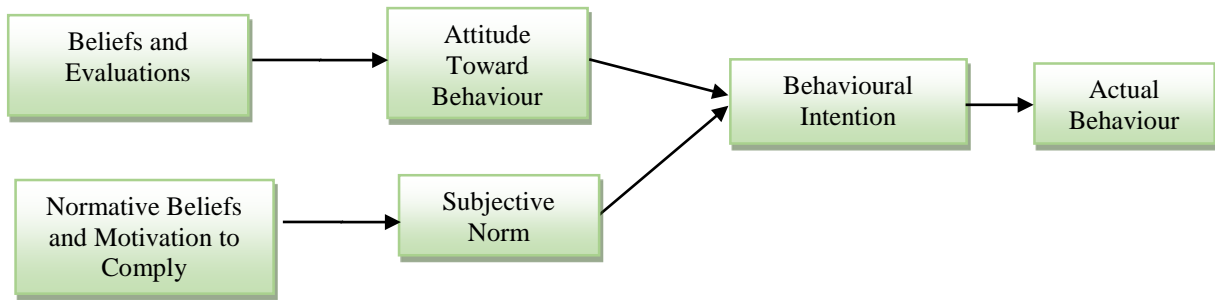 Beliefs and
Evaluations
Attitude
Toward
Behaviour
Behavioural
Intention
Actual
Behaviour
Normative Beliefs
and Motivation to
Comply
Subjective
Norm